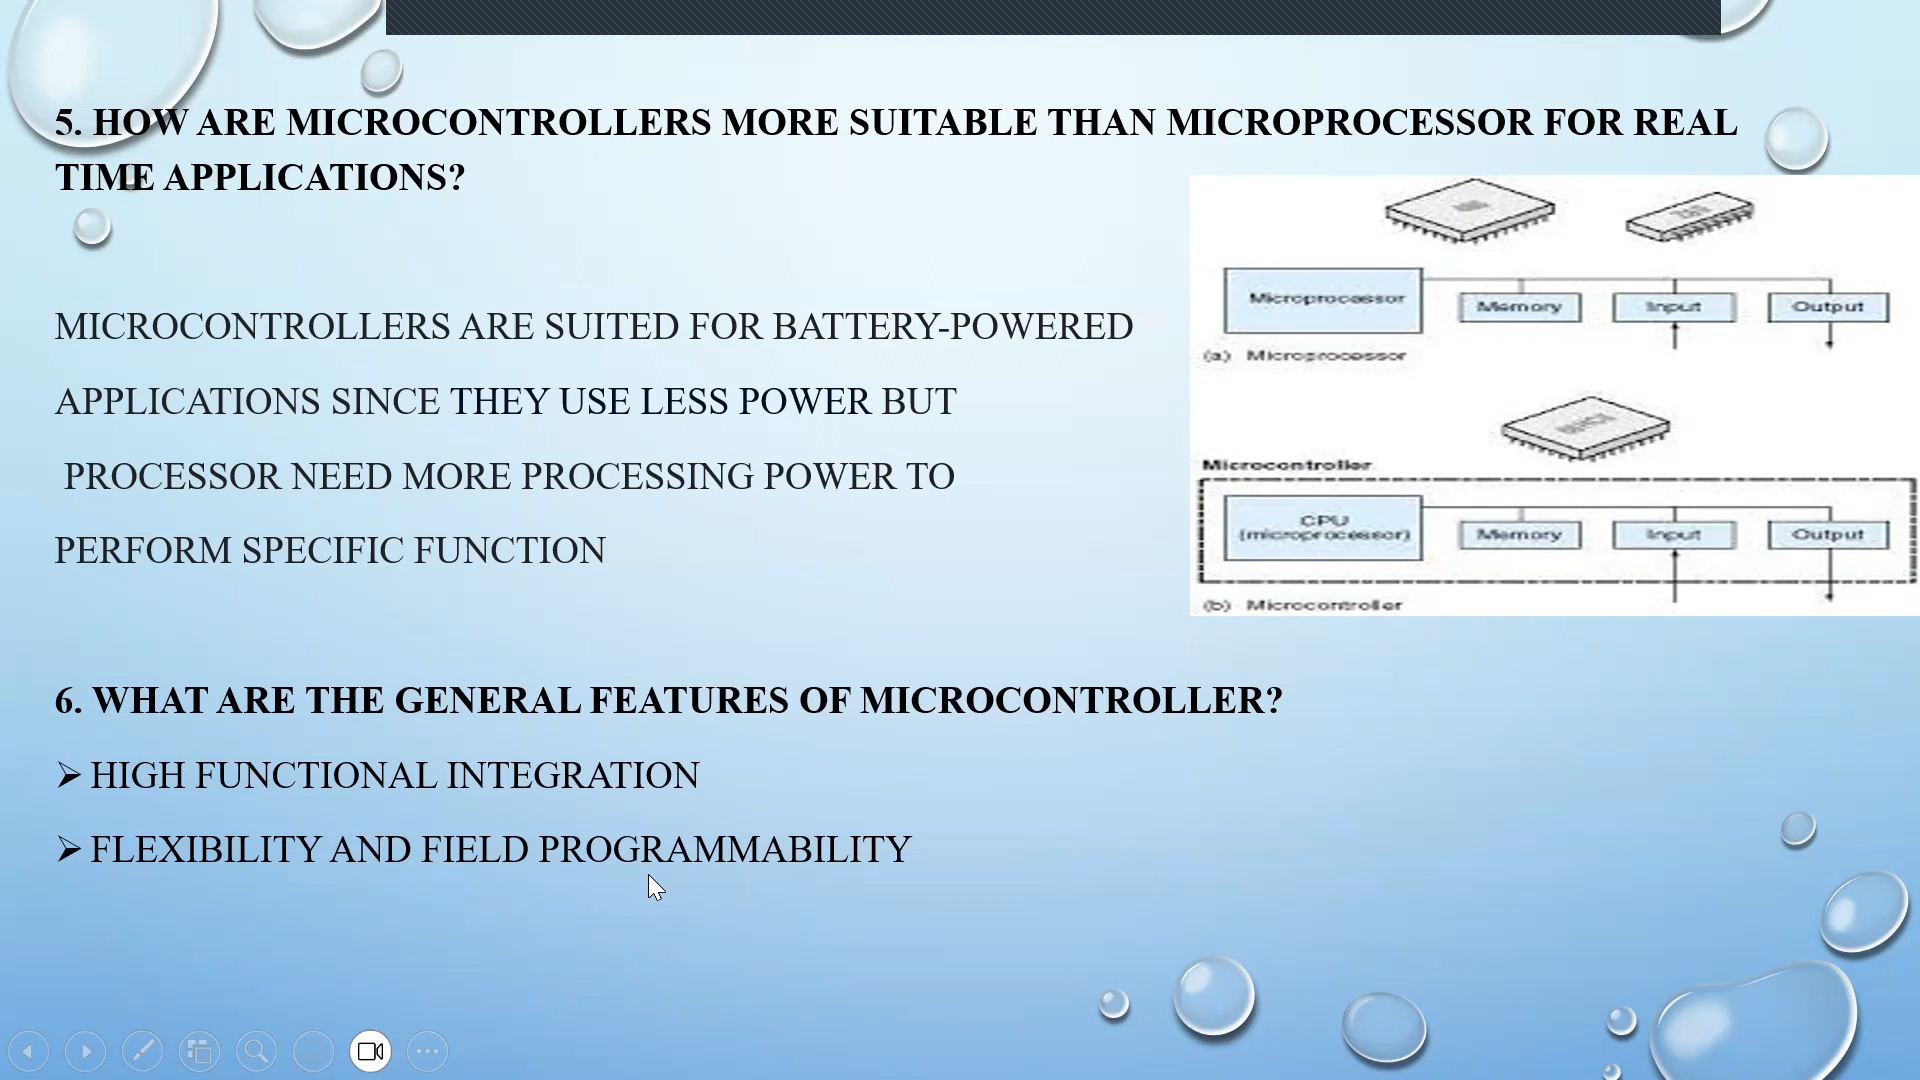 5. HOW ARE MICROCONTROLLERS MORE SUITABLE THAN MICROPROCESSOR FOR REAL
TIME APPLICATIONS?
MICROCONTROLLERS ARE SUITED FOR BATTERY-POWERED
APPLICATIONS SINCE THEY USE LESS POWER BUT
PROCESSOR NEED MORE PROCESSING POWER TO
PERFORM SPECIFIC FUNCTION
Microprocessor
Memory
Input
Output
(a) Microprocessor
Microcontroller
CPU
(microprocessor)
Memory
Input
Output
(b) Microcontroller
6. WHAT ARE THE GENERAL FEATURES OF MICROCONTROLLER?
➢ HIGH FUNCTIONAL INTEGRATION
➢ FLEXIBILITY AND FIELD PROGRAMMABILITY